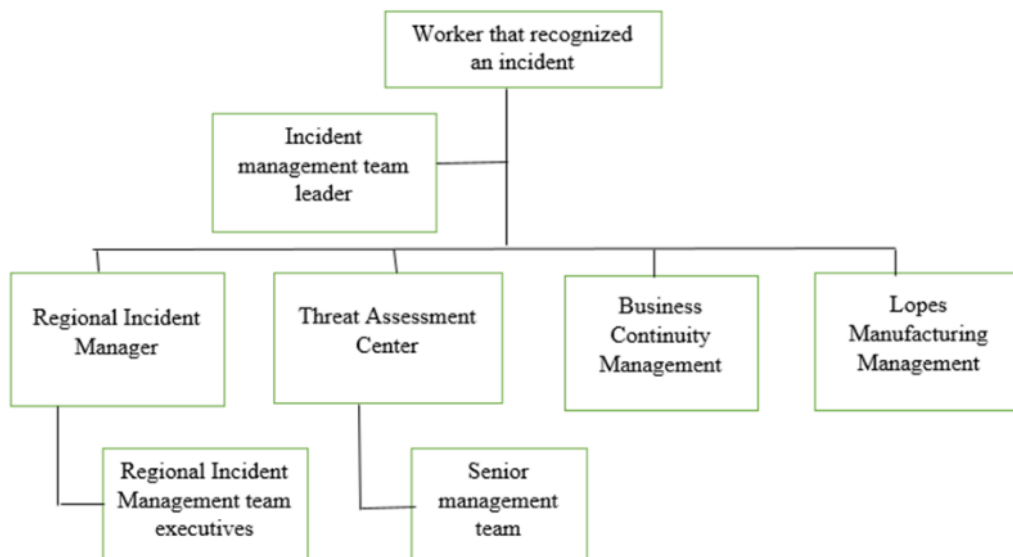 Worker that recognized
an incident
Incident
management team
leader
Regional Incident
Manager
Threat Assessment
Center
Business
Continuity
Management
Lopes
Manufacturing
Management
Regional Incident
Management team
executives
Senior
management
team